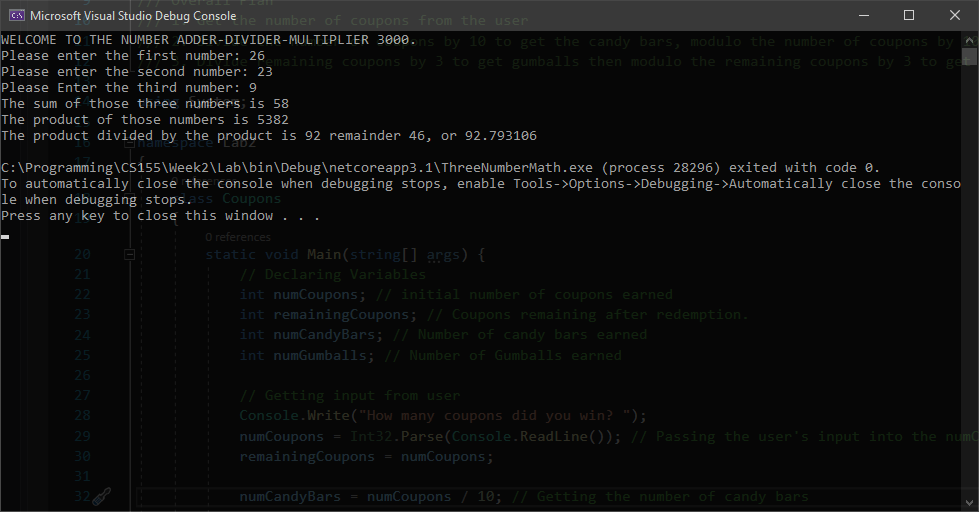 Microsoft Visual Studio Debug Console
/// Overall Plan
WELCOME TO THE NUMBER ADDER-DIVIDER-MULTIPLIER 3000.
Please enter the first number: 26
Please enter the second number: 23
Please Enter the third number: 9
The sum of those three numbers is 58
The product of those numbers is 5382
The product divided by the product is 92 remainder 46, or 92.793106
C:\Programming\CS155\Week2\Lab\bin\Debug\netcoreapp3.1\ThreeNumberMath.exe (process 28296) exited with code 0.
To automatically close the console when debugging stops, enable Tools->Options->Debugging->Automatically close the conso
le when debugging stops.
Press any key to close this window . . .
0 references
20 static void Main(string[] args) {
21 // Declaring Variables
22 int numCoupons; // initial number of coupons earned
23 int remainingCoupons; // Coupons remaining after redemption.
24 int numCandyBars; // Number of candy bars earned
25 int numGumballs; // Number of Gumballs earned
26
27 // Getting input from user
28 Console.Write("How many coupons did you win? ");
29 numCoupons = Int32.Parse(Console.ReadLine()); // Passing the user's input into the numC
30 remainingCoupons = numCoupons;
31
32 numCandyBars = numCoupons / 10; // Getting the number of candy bars